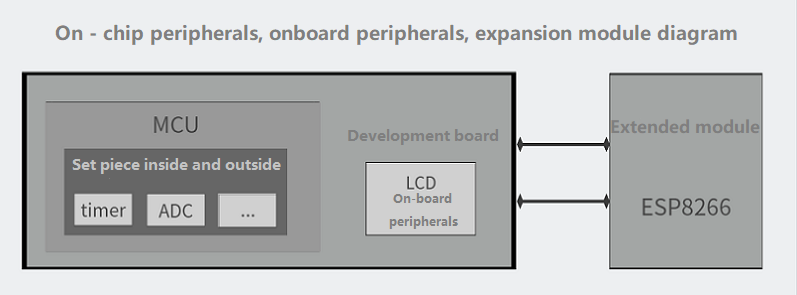 On - chip peripherals, onboard peripherals, expansion module diagram
MCU
Set piece inside and outside
timer
ADC
...
Development board
LCD
On-board
peripherals
Extended module
ESP8266